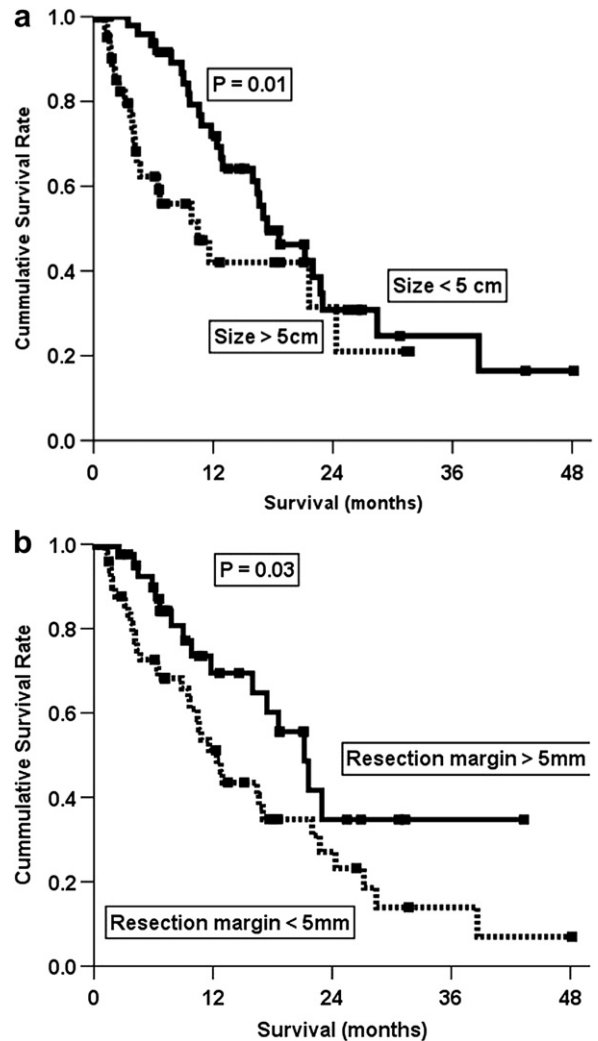 a
1.0
0.8
0.6
0.4
0.2
0.0
Cummulative Survival Rate
P = 0.01
Size < 5 cm
Size > 5cm
0 12 24 36 48
Survival (months)
b
1.0
0.8
0.6
0.4
0.2
0.0
Cummulative Survival Rate
P = 0.03
Resection margin > 5mm
Resection margin < 5mm
0 12 24 36 48
Survival (months)